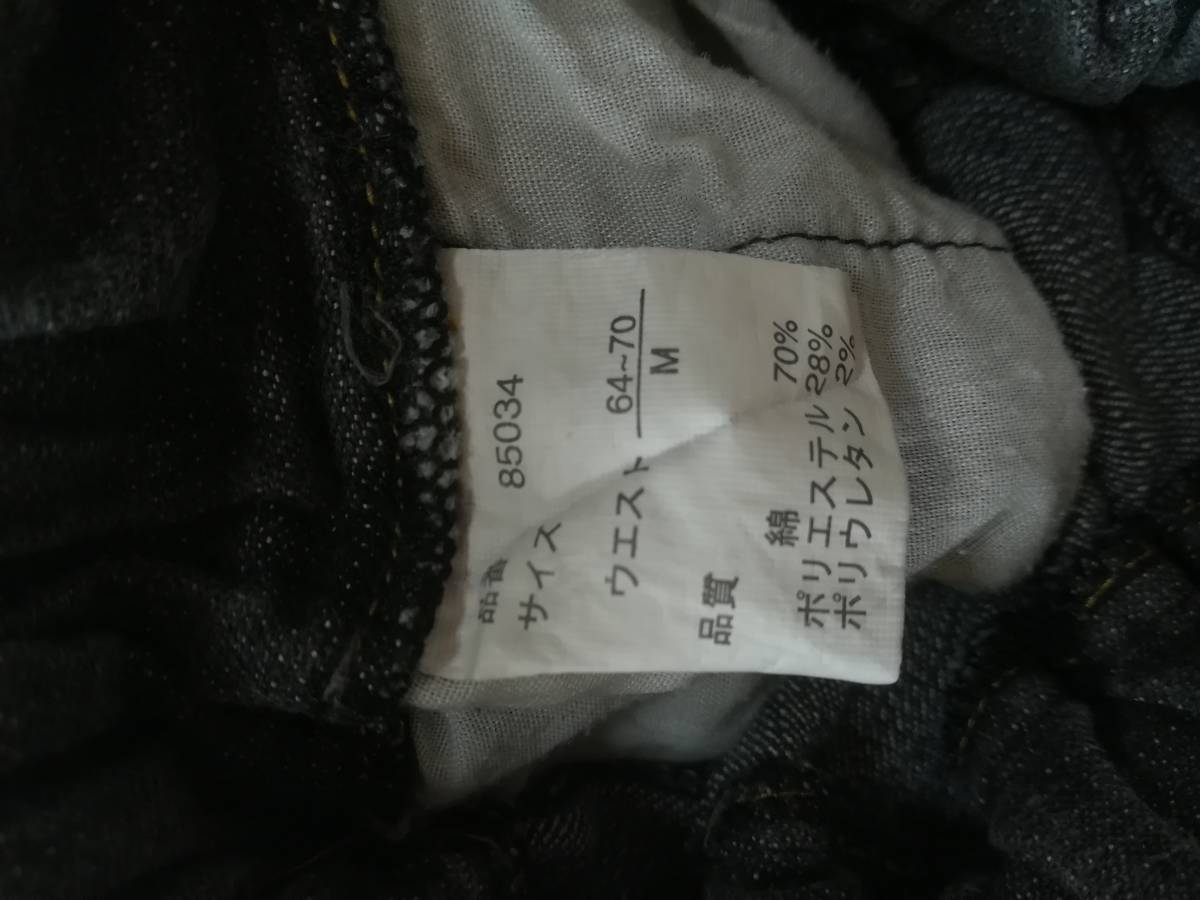 品番 85034
サイズ
ウエスト 64~70
M
品質
綿 70%
ポリエステル 28%
ポリウレタン 2%